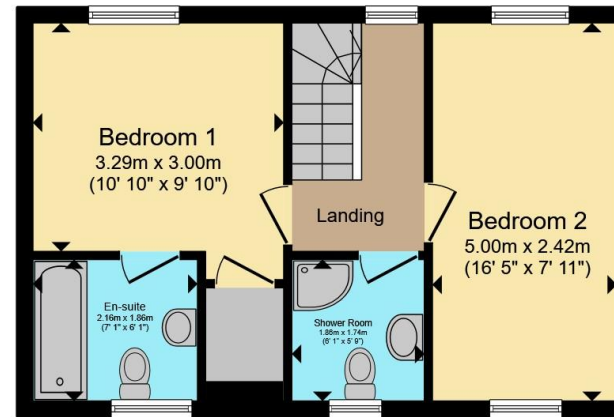 Bedroom 1
3.29m x 3.00m
(10' 10" x 9' 10")
Landing
Bedroom 2
5.00m x 2.42m
(16' 5" x 7' 11")
En-suite
2.16m x 1.86m
(7' 1" x 6' 1")
Shower Room
1.86m x 1.74m
(6' 1" x 5' 9")